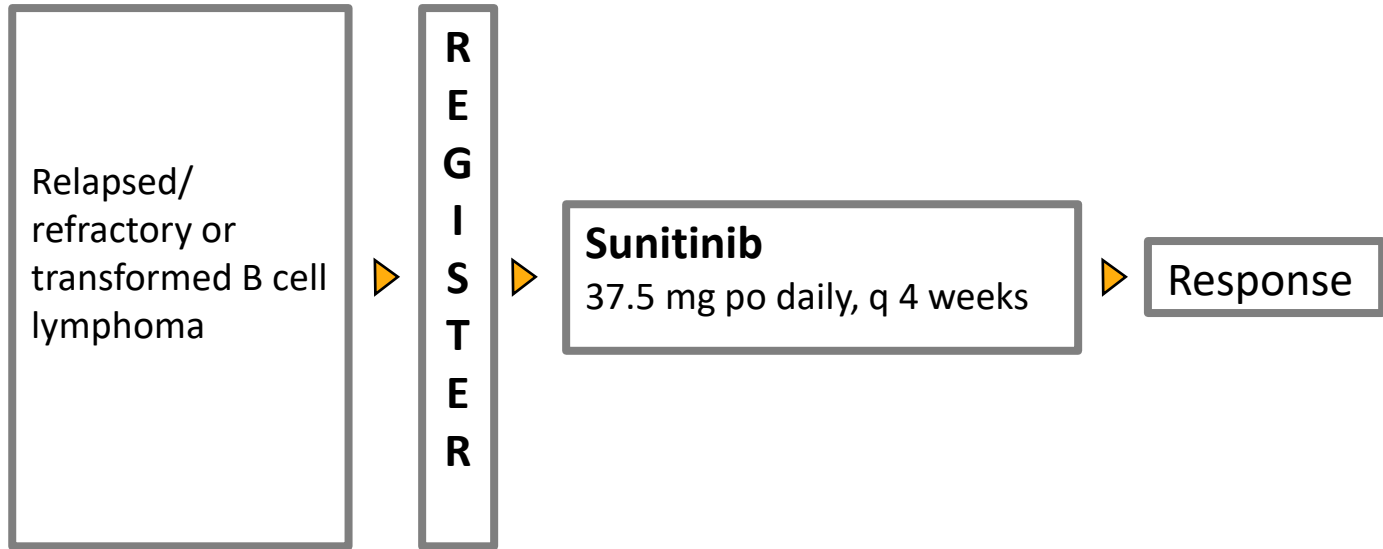 Relapsed/
refractory or
transformed B cell
lymphoma
R
E
G
I
S
T
E
R
Sunitinib
37.5 mg po daily, q 4 weeks
Response